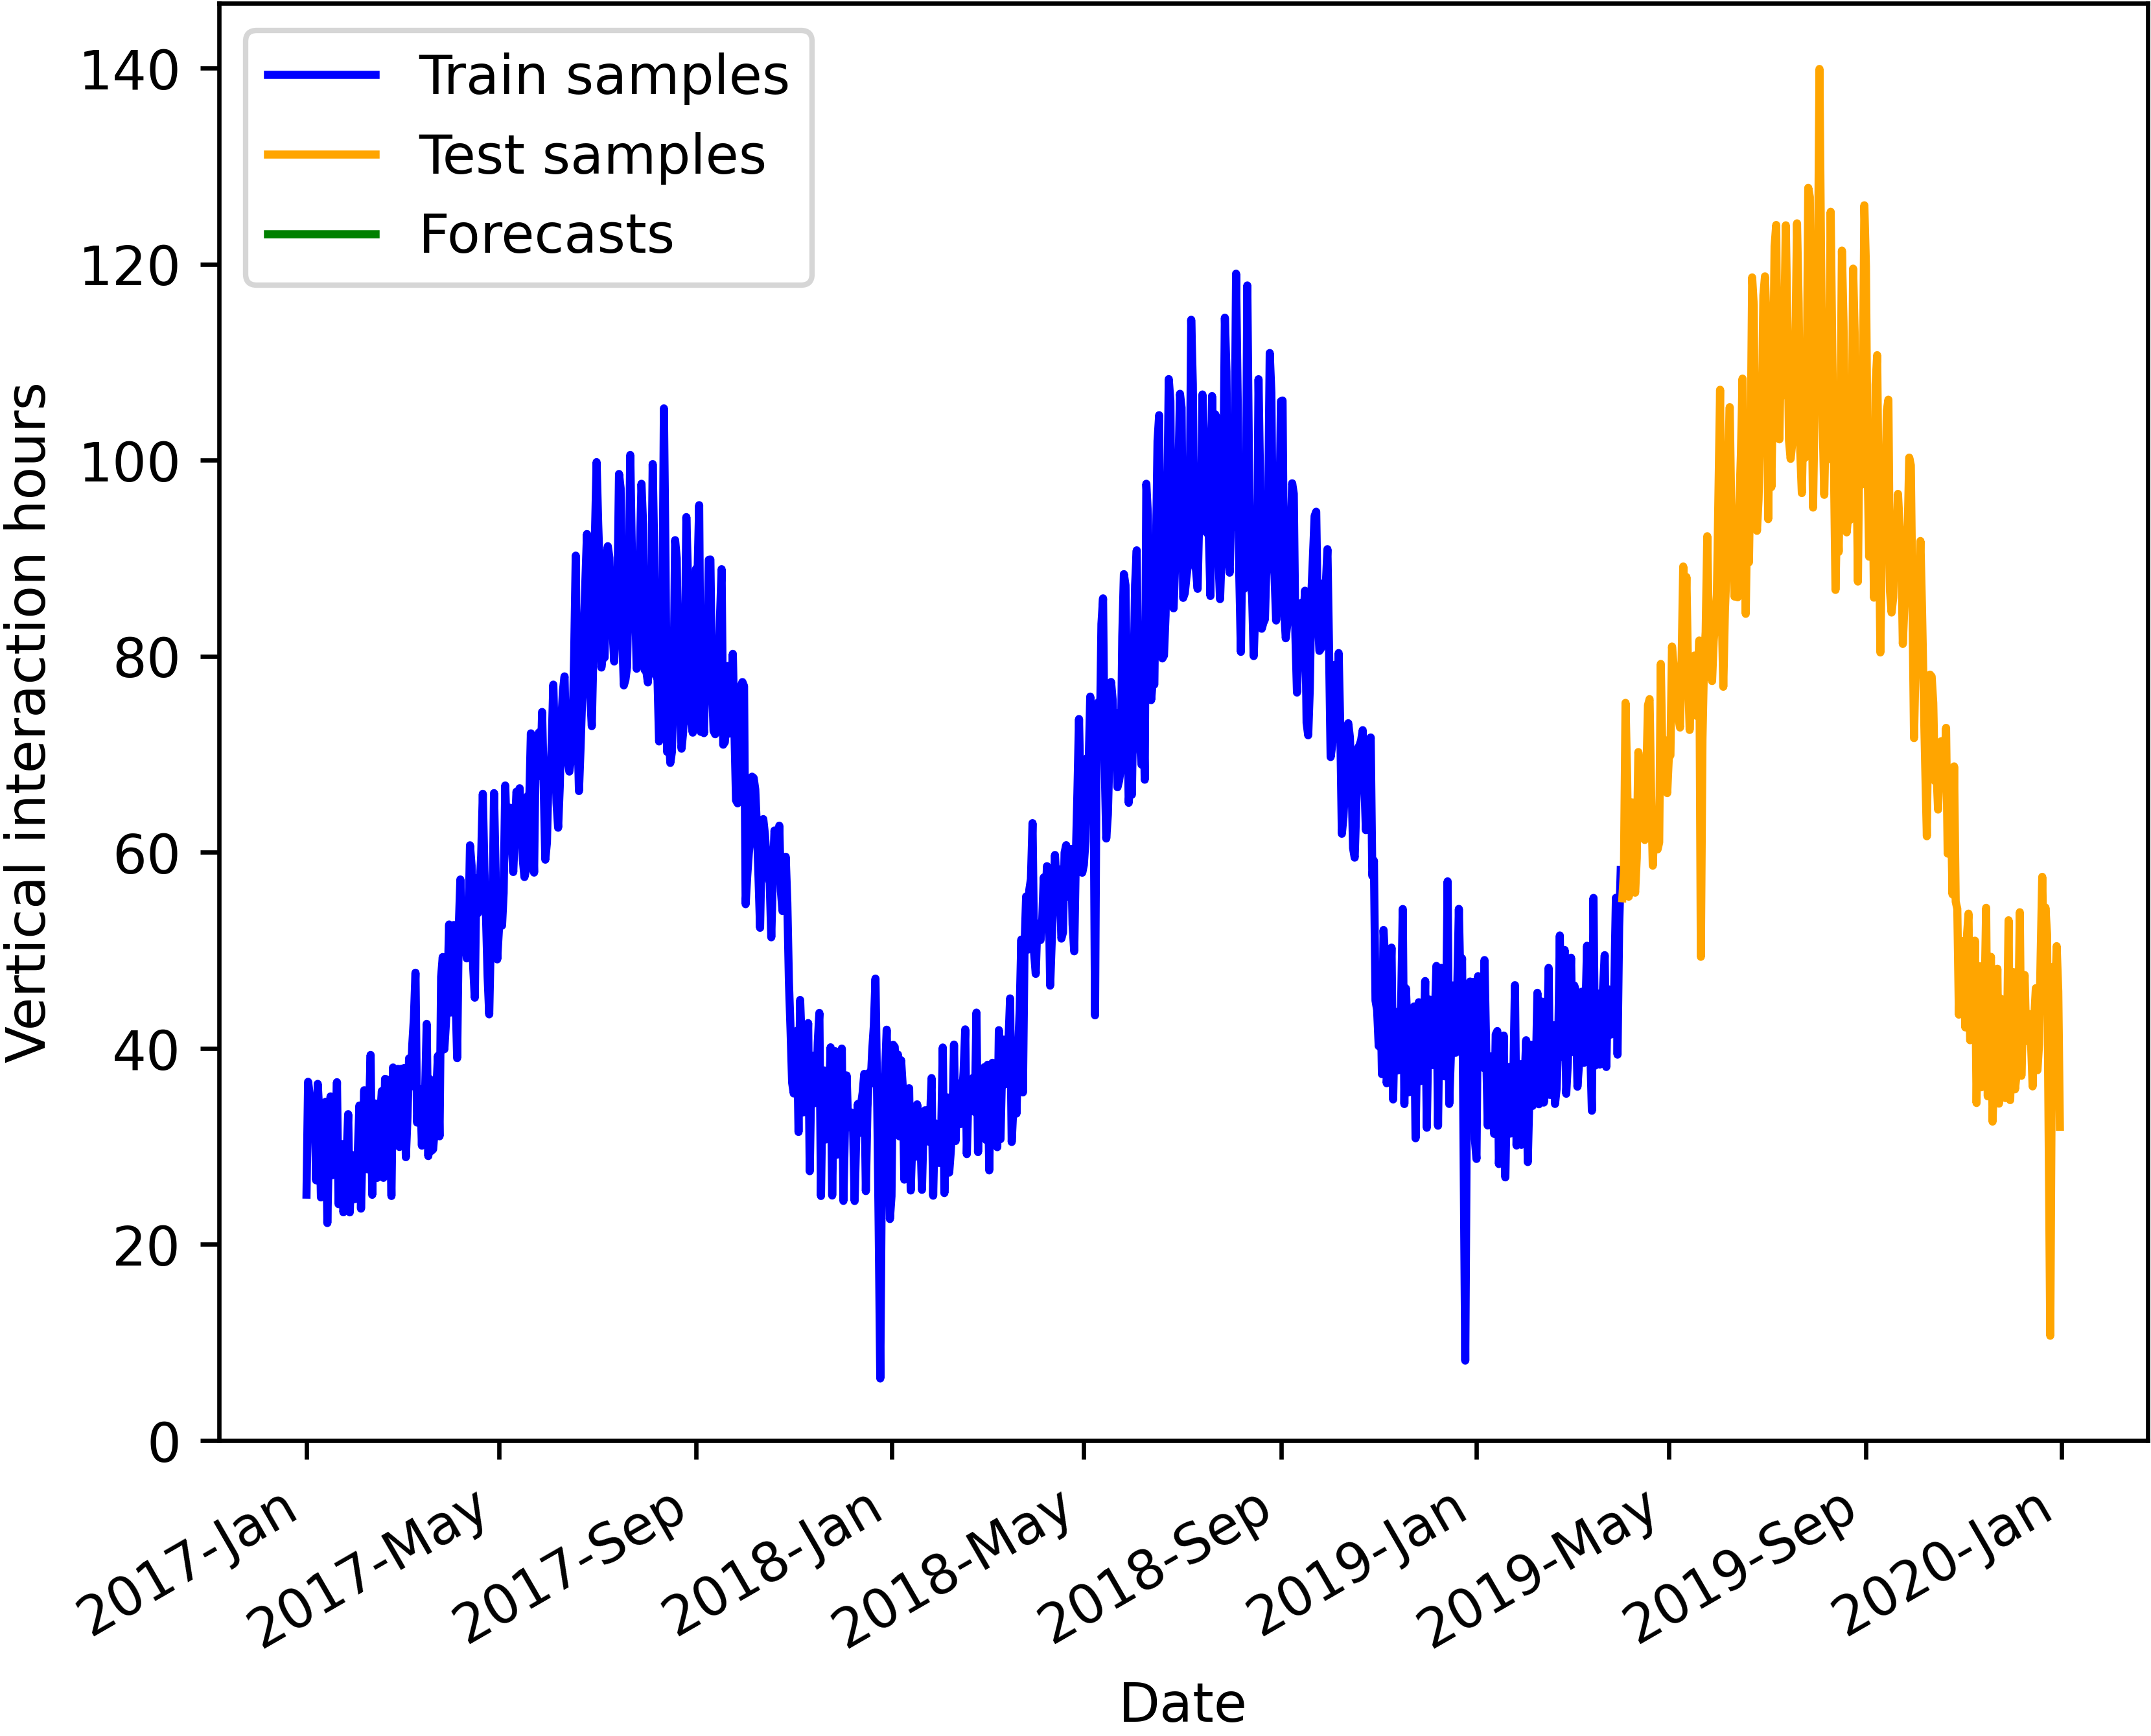 Train samples
Test samples
Forecasts
140
120
100
80
60
40
20
0
Vertical interaction hours
2017-Jan
2017-May
2017-Sep
2018-Jan
2018-May
2018-Sep
2019-Jan
2019-May
2019-Sep
2020-Jan
Date